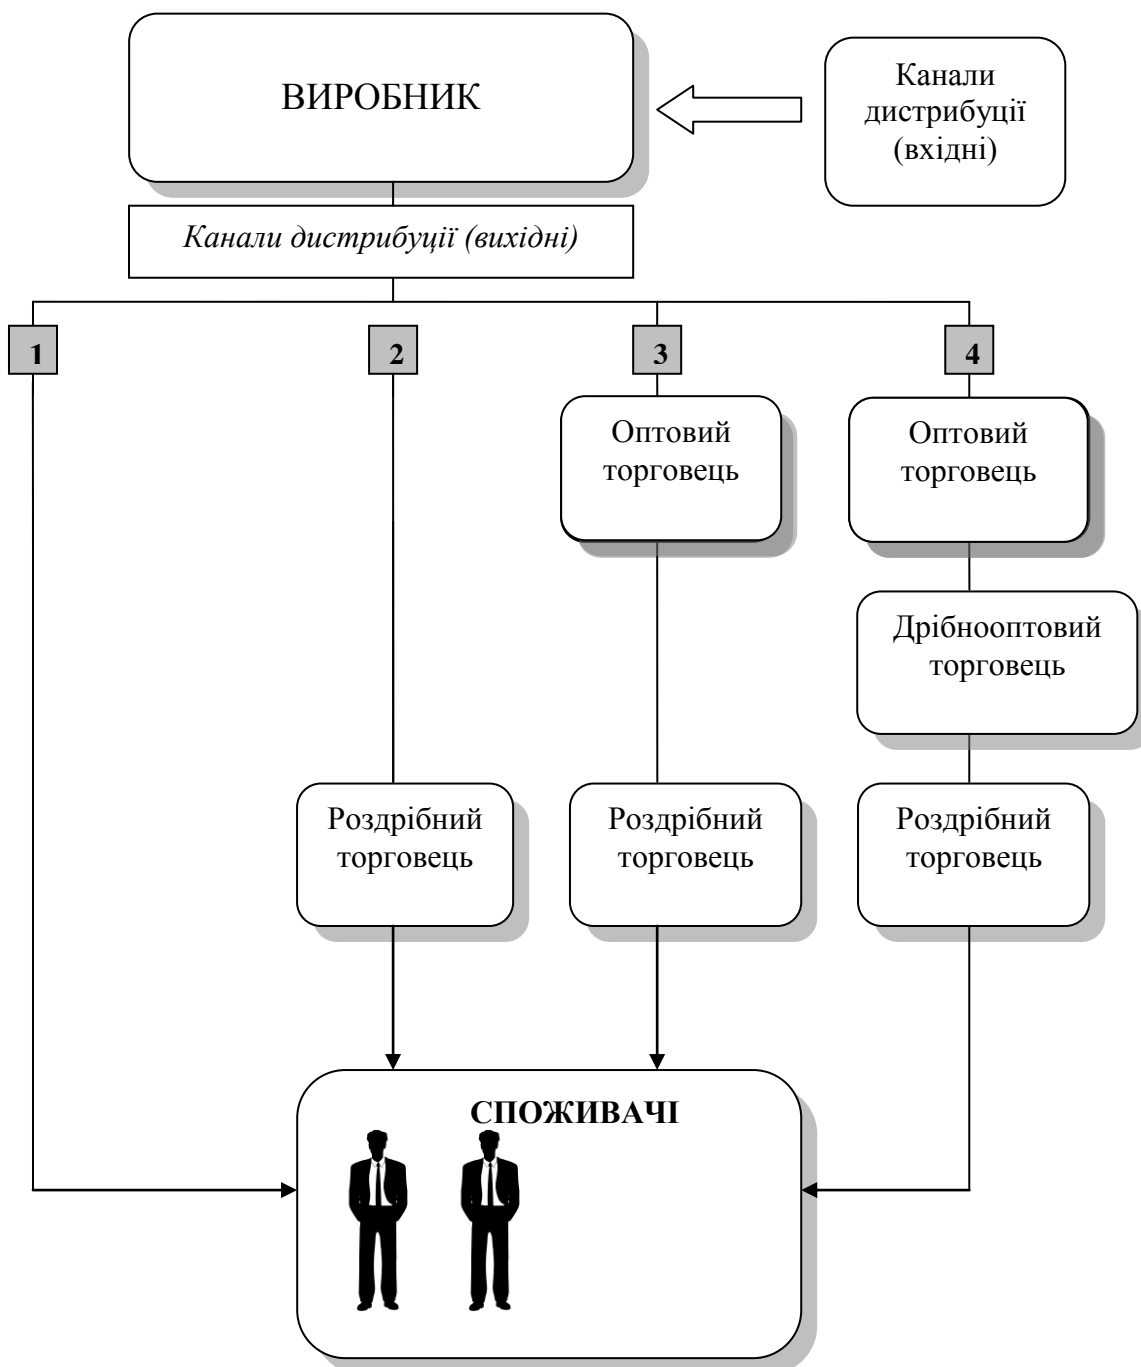 ВИРОБНИК
Канали
дистрибуції
(вхідні)
Канали дистрибуції (вихідні)
1
2
3
4
Оптовий
торговець
Оптовий
торговець
Дрібнооптовий
торговець
Роздрібний
торговець
Роздрібний
торговець
Роздрібний
торговець
СПОЖИВАЧІ